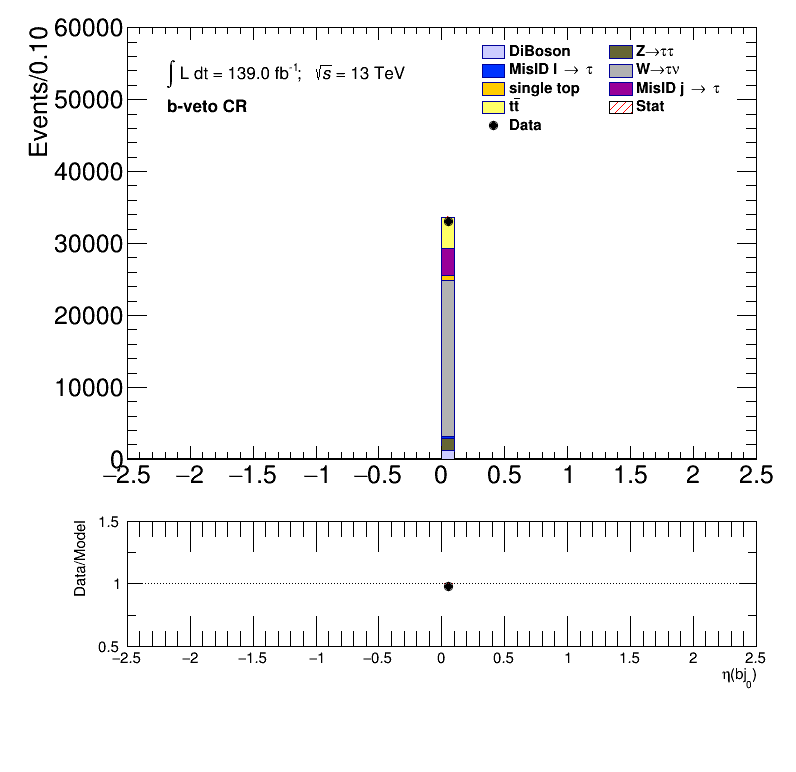 Events/0.10
60000
50000
40000
30000
20000
10000
0
∫ L dt = 139.0 fb⁻¹; √s = 13 TeV
b-veto CR
DiBoson
MisID l → τ
single top
tt̄
Data
Z→ττ
W→τν
MisID j → τ
Stat
−2.5 −2 −1.5 −1 −0.5 0 0.5 1 1.5 2 2.5
Data/Model
1.5
1
0.5
−2.5 −2 −1.5 −1 −0.5 0 0.5 1 1.5 2 2.5
η(bj₀)